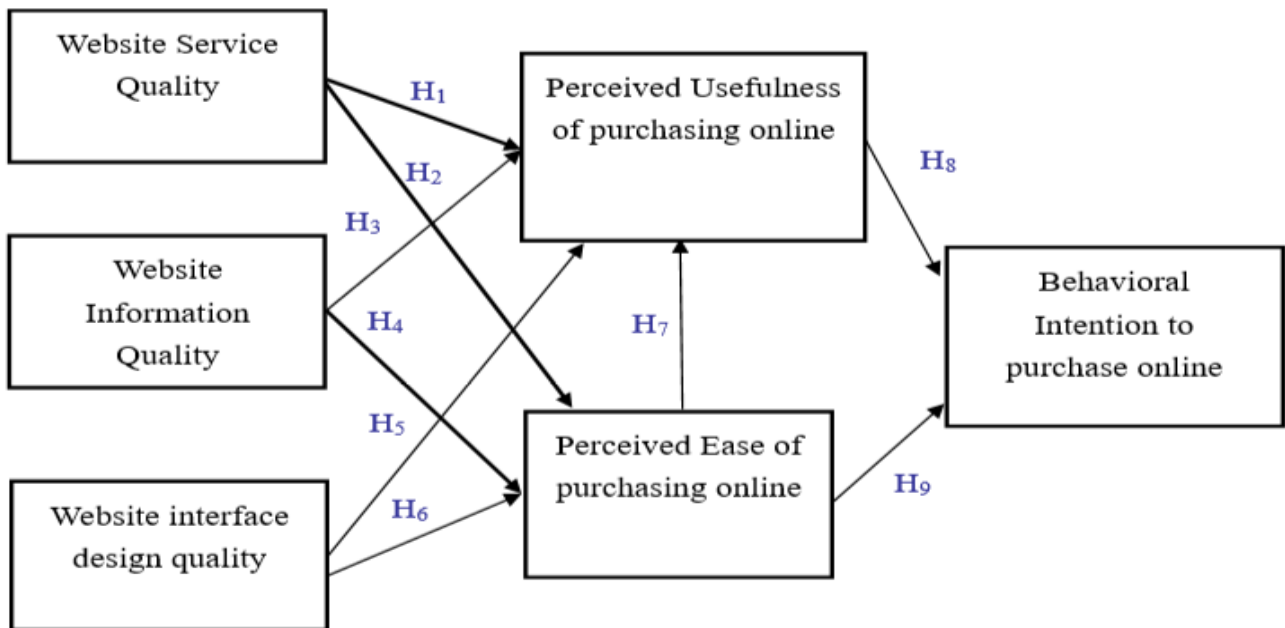 Website Service
Quality
H₁
Perceived Usefulness
of purchasing online
H₂
H₃
H₈
Website
Information
Quality
H₄
H₇
Behavioral
Intention to
purchase online
H₅
Perceived Ease of
purchasing online
H₆
H₉
Website interface
design quality